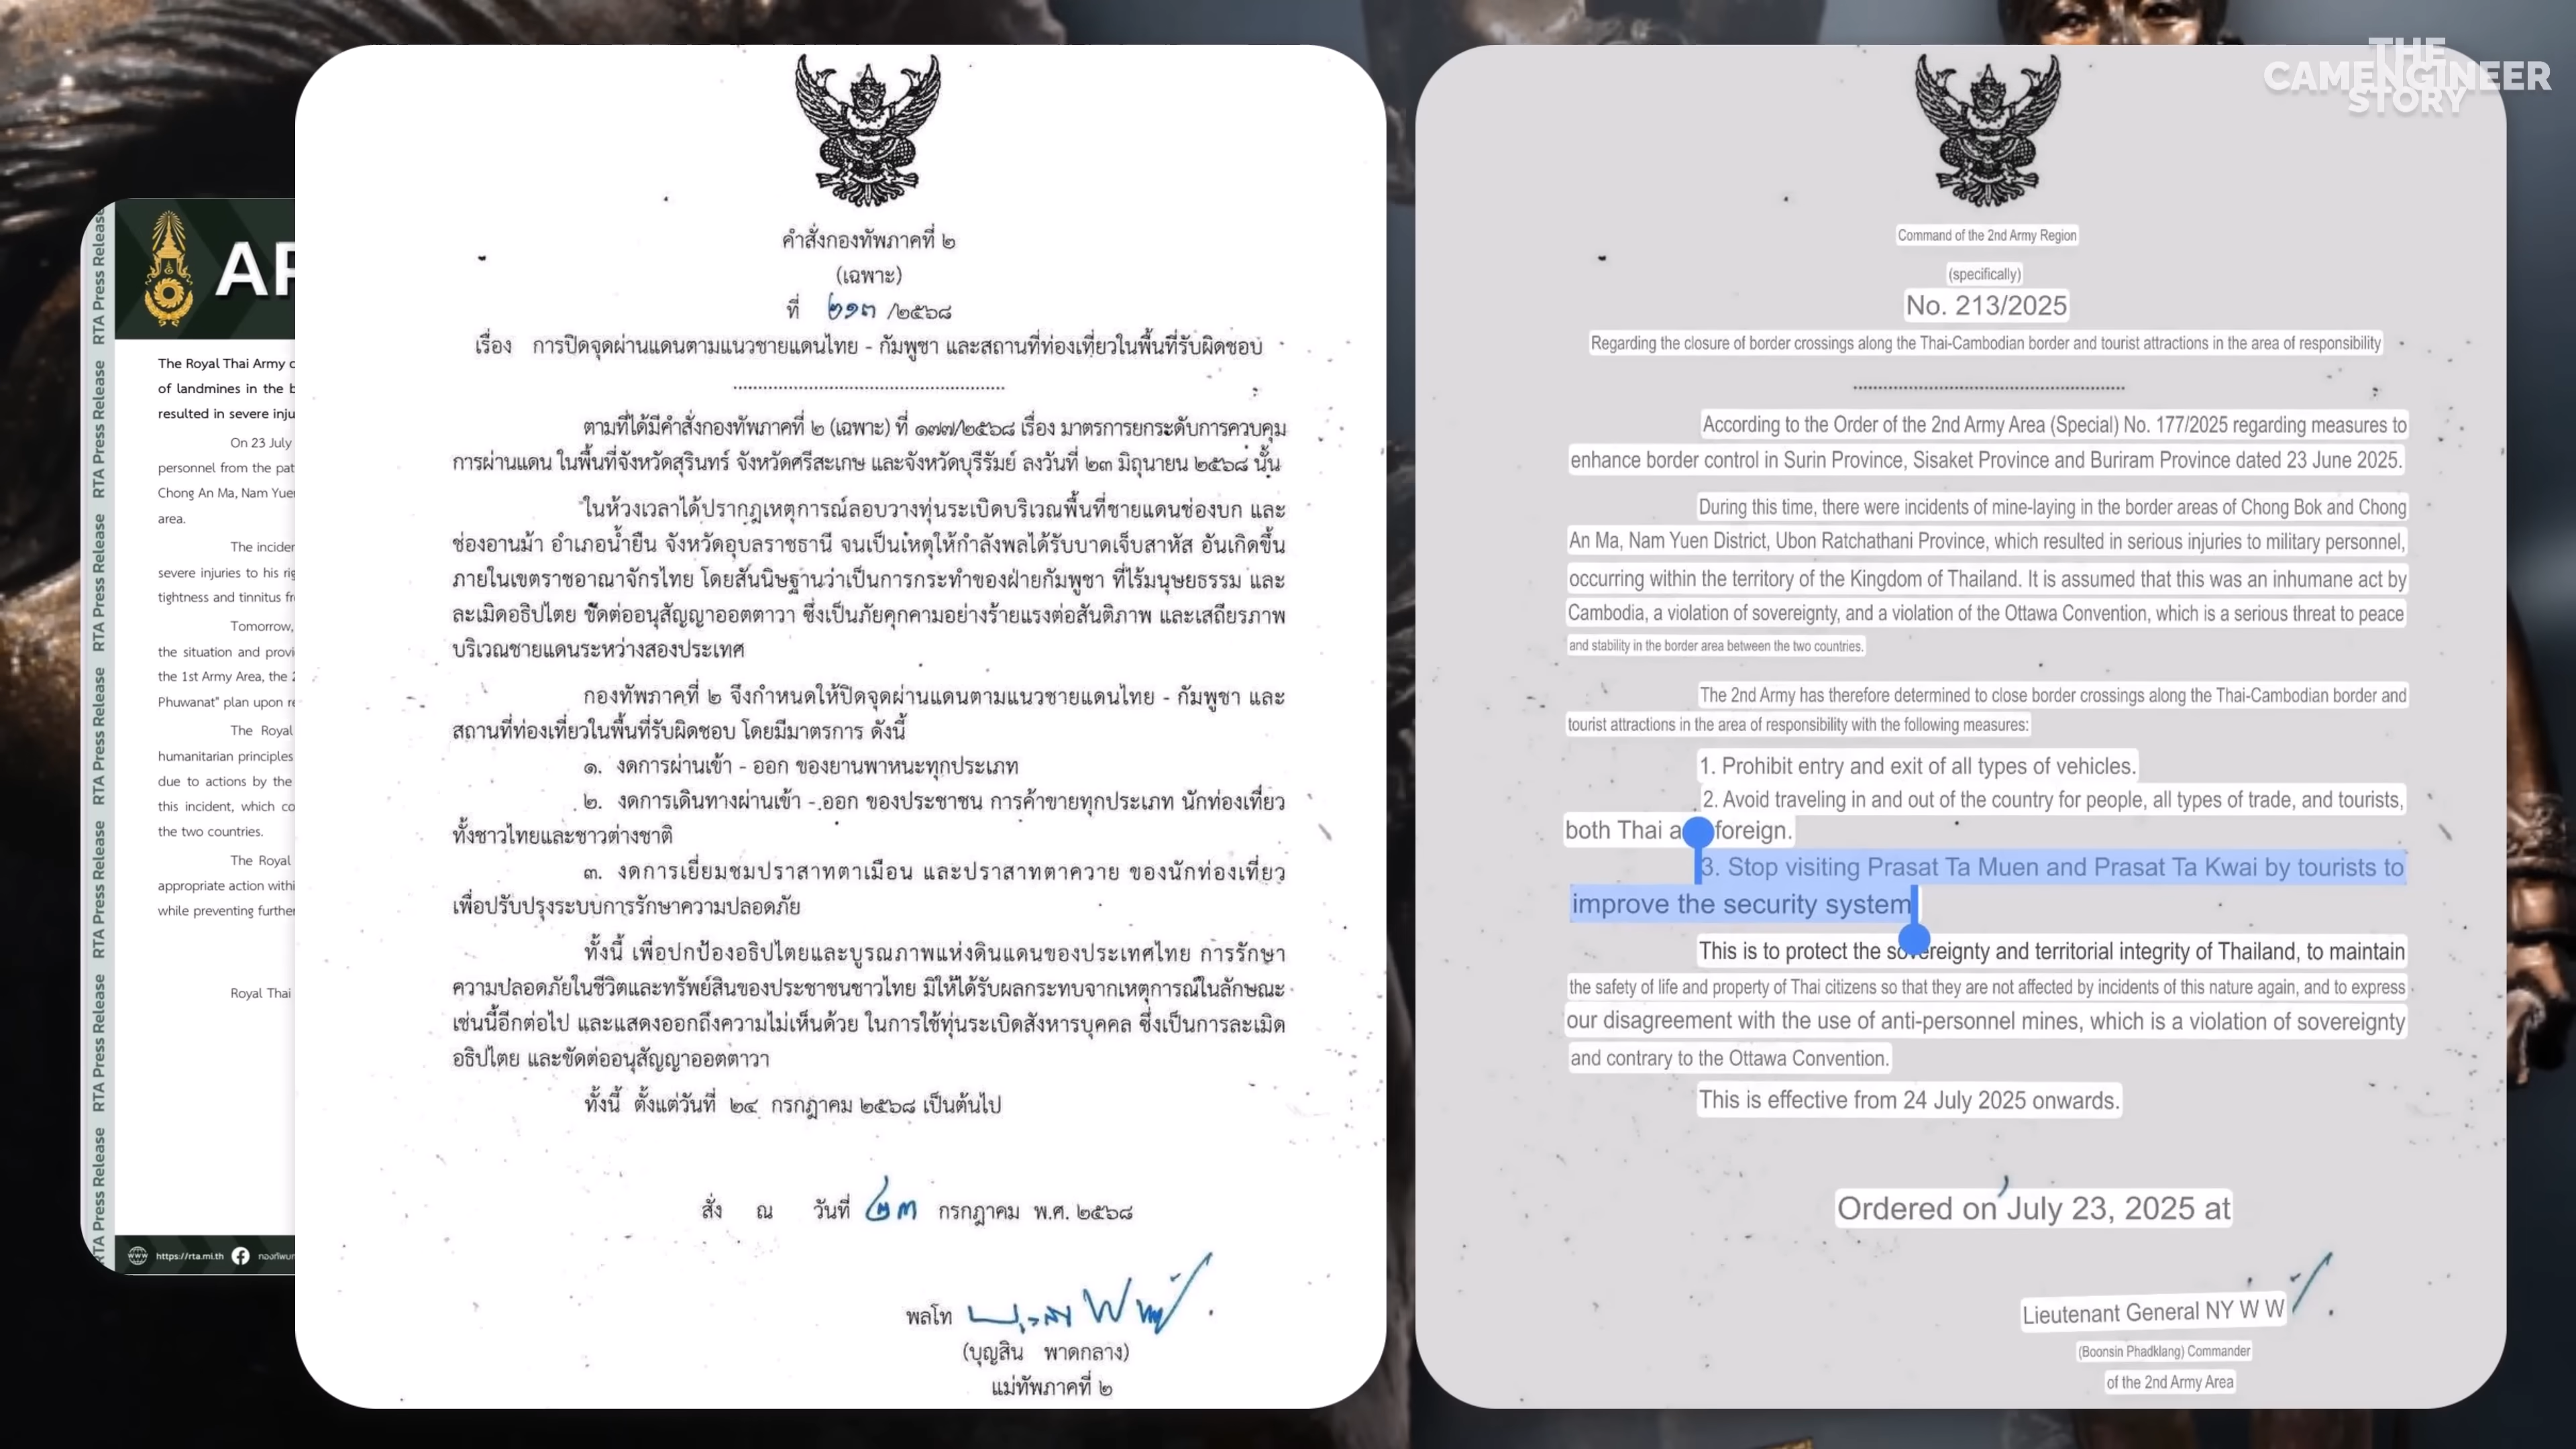 THE
CAMENGINEER
STORY
RTA Press Release RTA Press Release RTA Press Release RTA Press Release RTA Press Release RTA Press Release RTA Press Release
The Royal Thai Army
of landmines in the b
resulted in severe inju
On 23 July
personnel from the pat
Chong An Ma, Nam Yuen
area.
The inciden
severe injuries to his rig
tightness and tinnitus fr
Tomorrow,
the situation and provi
the 1st Army Area, the 2
Phuwanat" plan upon re
The Royal
humanitarian principles
due to actions by the
this incident, which co
the two countries.
The Royal
appropriate action withi
while preventing further
Royal Thai
https://rta.mi.th
คำสั่งกองทัพภาคที่ ๒
(เฉพาะ)
ที่ ๒๑๓ /๒๕๖๘
เรื่อง การปิดจุดผ่านแดนตามแนวชายแดนไทย - กัมพูชา และสถานที่ท่องเที่ยวในพื้นที่รับผิดชอบ
ตามที่ได้มีคำสั่งกองทัพภาคที่ ๒ (เฉพาะ) ที่ ๑๗๗/๒๕๖๘ เรื่อง มาตรการยกระดับการควบคุม
การผ่านแดน ในพื้นที่จังหวัดสุรินทร์ จังหวัดศรีสะเกษ และจังหวัดบุรีรัมย์ ลงวันที่ ๒๓ มิถุนายน ๒๕๖๘ นั้น
ในห้วงเวลาได้ปรากฏเหตุการณ์ลอบวางทุ่นระเบิดบริเวณพื้นที่ชายแดนช่องบก และ
ช่องอานม้า อำเภอน้ำยืน จังหวัดอุบลราชธานี จนเป็นเหตุให้กำลังพลได้รับบาดเจ็บสาหัส อันเกิดขึ้น
ภายในเขตราชอาณาจักรไทย โดยสันนิษฐานว่าเป็นการกระทำของฝ่ายกัมพูชา ที่ไร้มนุษยธรรม และ
ละเมิดอธิปไตย ขัดต่ออนุสัญญาออตตาวา ซึ่งเป็นภัยคุกคามอย่างร้ายแรงต่อสันติภาพ และเสถียรภาพ
บริเวณชายแดนระหว่างสองประเทศ
กองทัพภาคที่ ๒ จึงกำหนดให้ปิดจุดผ่านแดนตามแนวชายแดนไทย - กัมพูชา และ
สถานที่ท่องเที่ยวในพื้นที่รับผิดชอบ โดยมีมาตรการ ดังนี้
๑. งดการผ่านเข้า - ออก ของยานพาหนะทุกประเภท
๒. งดการเดินทางผ่านเข้า - ออก ของประชาชน การค้าขายทุกประเภท นักท่องเที่ยว
ทั้งชาวไทยและชาวต่างชาติ
๓. งดการเยี่ยมชมปราสาทตาเมือน และปราสาทตาควาย ของนักท่องเที่ยว
เพื่อปรับปรุงระบบการรักษาความปลอดภัย
ทั้งนี้ เพื่อปกป้องอธิปไตยและบูรณภาพแห่งดินแดนของประเทศไทย การรักษา
ความปลอดภัยในชีวิตและทรัพย์สินของประชาชนชาวไทย มิให้ได้รับผลกระทบจากเหตุการณ์ในลักษณะ
เช่นนี้อีกต่อไป และแสดงออกถึงความไม่เห็นด้วย ในการใช้ทุ่นระเบิดสังหารบุคคล ซึ่งเป็นการละเมิด
อธิปไตย และขัดต่ออนุสัญญาออตตาวา
ทั้งนี้ ตั้งแต่วันที่ ๒๔ กรกฎาคม ๒๕๖๘ เป็นต้นไป
สั่ง ณ วันที่ ๒๓ กรกฎาคม พ.ศ. ๒๕๖๘
พลโท
(บุญสิน พาดกลาง)
แม่ทัพภาคที่ ๒
Command of the 2nd Army Region
(specifically)
No. 213/2025
Regarding the closure of border crossings along the Thai-Cambodian border and tourist attractions in the area of responsibility
According to the Order of the 2nd Army Area (Special) No. 177/2025 regarding measures to
enhance border control in Surin Province, Sisaket Province and Buriram Province dated 23 June 2025.
During this time, there were incidents of mine-laying in the border areas of Chong Bok and Chong
An Ma, Nam Yuen District, Ubon Ratchathani Province, which resulted in serious injuries to military personnel,
occurring within the territory of the Kingdom of Thailand. It is assumed that this was an inhumane act by
Cambodia, a violation of sovereignty, and a violation of the Ottawa Convention, which is a serious threat to peace
and stability in the border area between the two countries.
The 2nd Army has therefore determined to close border crossings along the Thai-Cambodian border and
tourist attractions in the area of responsibility with the following measures:
1. Prohibit entry and exit of all types of vehicles.
2. Avoid traveling in and out of the country for people, all types of trade, and tourists,
both Thai a foreign.
3. Stop visiting Prasat Ta Muen and Prasat Ta Kwai by tourists to
improve the security system
This is to protect the sovereignty and territorial integrity of Thailand, to maintain
the safety of life and property of Thai citizens so that they are not affected by incidents of this nature again, and to express
our disagreement with the use of anti-personnel mines, which is a violation of sovereignty
and contrary to the Ottawa Convention.
This is effective from 24 July 2025 onwards.
Ordered on July 23, 2025 at
Lieutenant General NY W W
(Boonsin Phadklang) Commander
of the 2nd Army Area